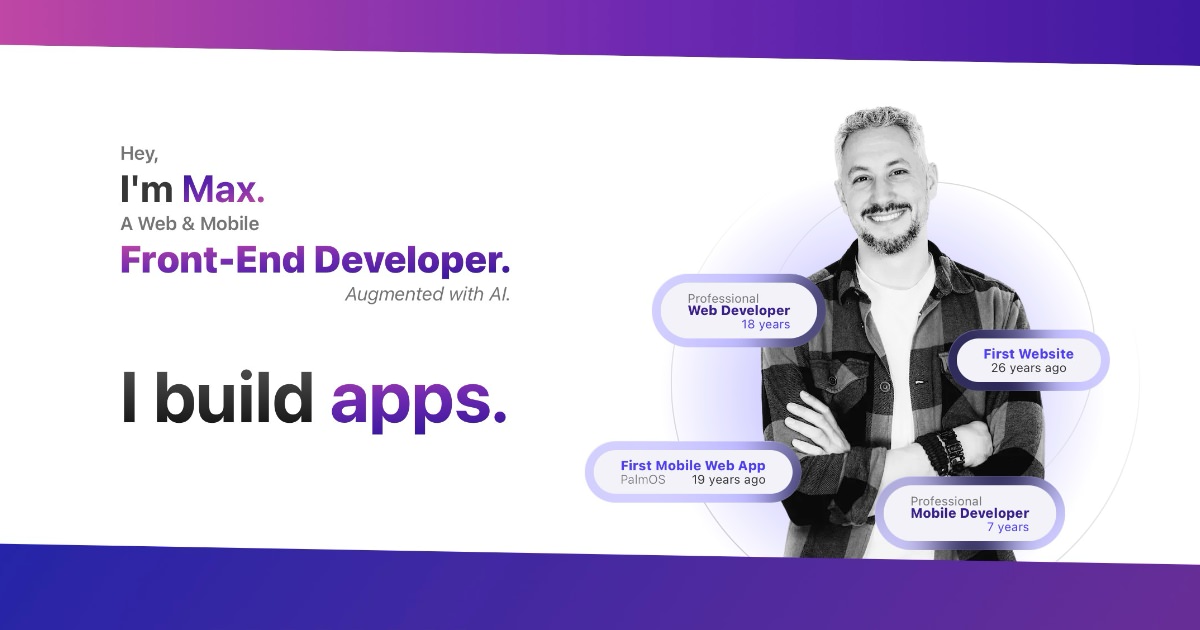 Hey,
I'm Max.
A Web & Mobile
Front-End Developer.
Augmented with AI.
I build apps.
Professional
Web Developer
18 years
First Website
26 years ago
First Mobile Web App
PalmOS 19 years ago
Professional
Mobile Developer
7 years